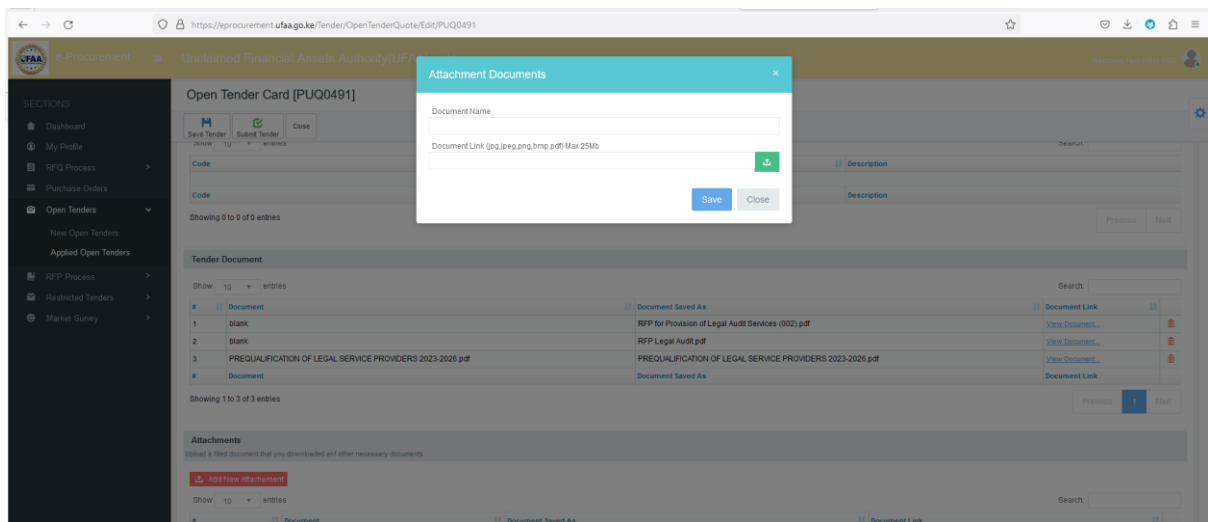 https://eprocurement.ufaa.go.ke/Tender/OpenTenderQuote/Edit/PUQ0491
UFAA
e-Procurement
Unclaimed Financial Assets Authority(UFA
Attachment Documents
×
Document Name
Document Link (jpg,jpeg,png,bmp,pdf) Max 25Mb
Save
Close
SECTIONS
Dashboard
My Profile
RFQ Process
Purchase Orders
Open Tenders
New Open Tenders
Applied Open Tenders
RFP Process
Restricted Tenders
Market Survey
Open Tender Card [PUQ0491]
Save Tender
Submit Tender
Close
Show 10 entries
Search:
Code
Description
Code
Description
Showing 0 to 0 of 0 entries
Previous
Next
Tender Document
Show 10 entries
Search:
# Document Document Saved As Document Link
1 blank RFP for Provision of Legal Audit Services (002).pdf View Document...
2 blank RFP Legal Audit.pdf View Document...
3 PREQUALIFICATION OF LEGAL SERVICE PROVIDERS 2023-2026.pdf PREQUALIFICATION OF LEGAL SERVICE PROVIDERS 2023-2026.pdf View Document...
# Document Document Saved As Document Link
Showing 1 to 3 of 3 entries
Previous 1 Next
Attachments
Upload a filled document that you downloaded anf other necessary documents
Add New Attachement
Show 10 entries
Search:
# Document Document Saved As Document Link